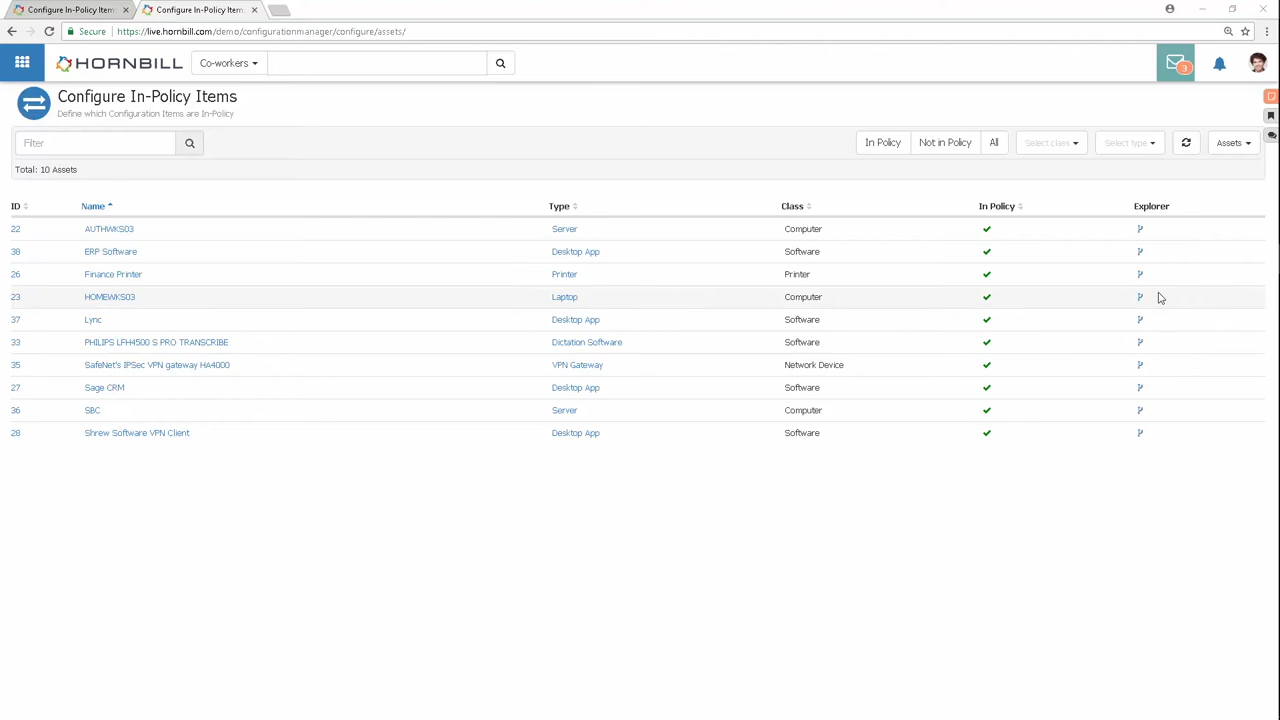 Configure In-Policy Item
Configure In-Policy Item
Secure https://live.hornbill.com/demo/configurationmanager/configure/assets/
HORNBILL Co-workers 3
Configure In-Policy Items
Define which Configuration Items are In-Policy
Filter In Policy Not in Policy All Select class Select type Assets
Total: 10 Assets
ID Name Type Class In Policy Explorer
22 AUTHWKS03 Server Computer
38 ERP Software Desktop App Software
26 Finance Printer Printer Printer
23 HOMEWKS03 Laptop Computer
37 Lync Desktop App Software
33 PHILIPS LFH4500 S PRO TRANSCRIBE Dictation Software Software
35 SafeNet's IPSec VPN gateway HA4000 VPN Gateway Network Device
27 Sage CRM Desktop App Software
36 SBC Server Computer
28 Shrew Software VPN Client Desktop App Software